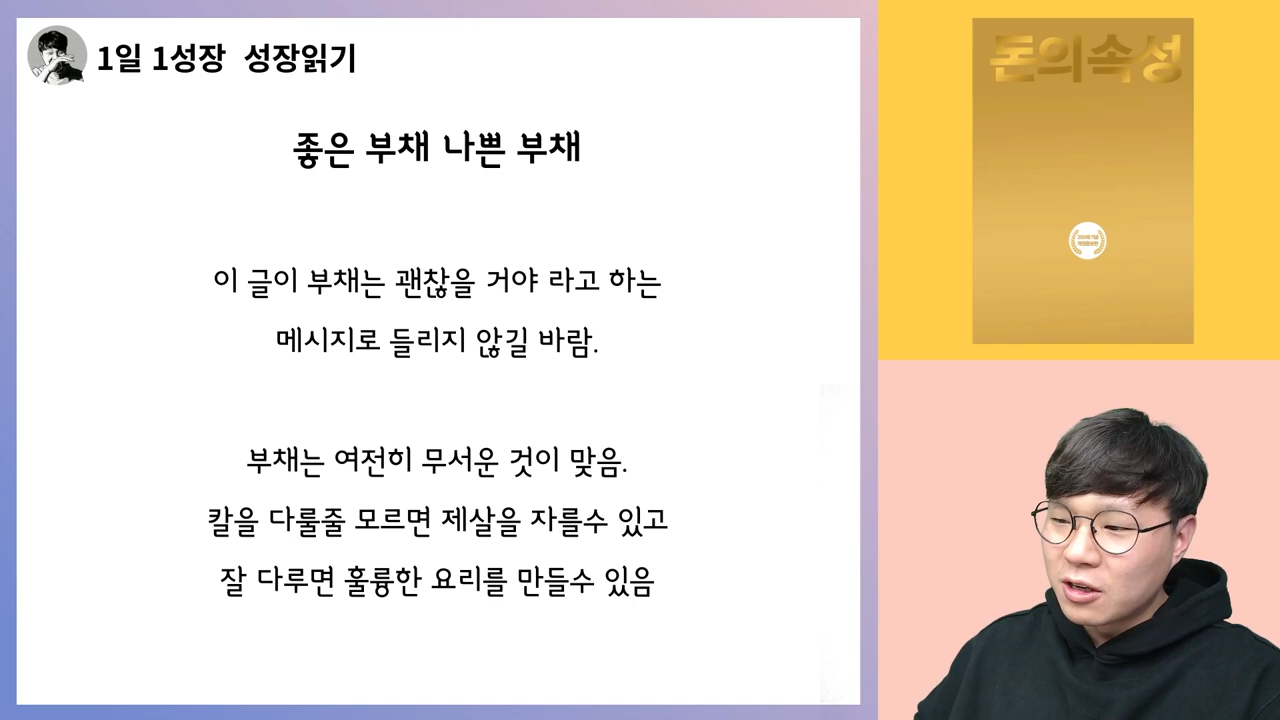 1일 1성장 성장읽기
좋은 부채 나쁜 부채
이 글이 부채는 괜찮을 거야 라고 하는
메시지로 들리지 않길 바람.
부채는 여전히 무서운 것이 맞음.
칼을 다룰줄 모르면 제살을 자를수 있고
잘 다루면 훌륭한 요리를 만들수 있음
돈의 속성